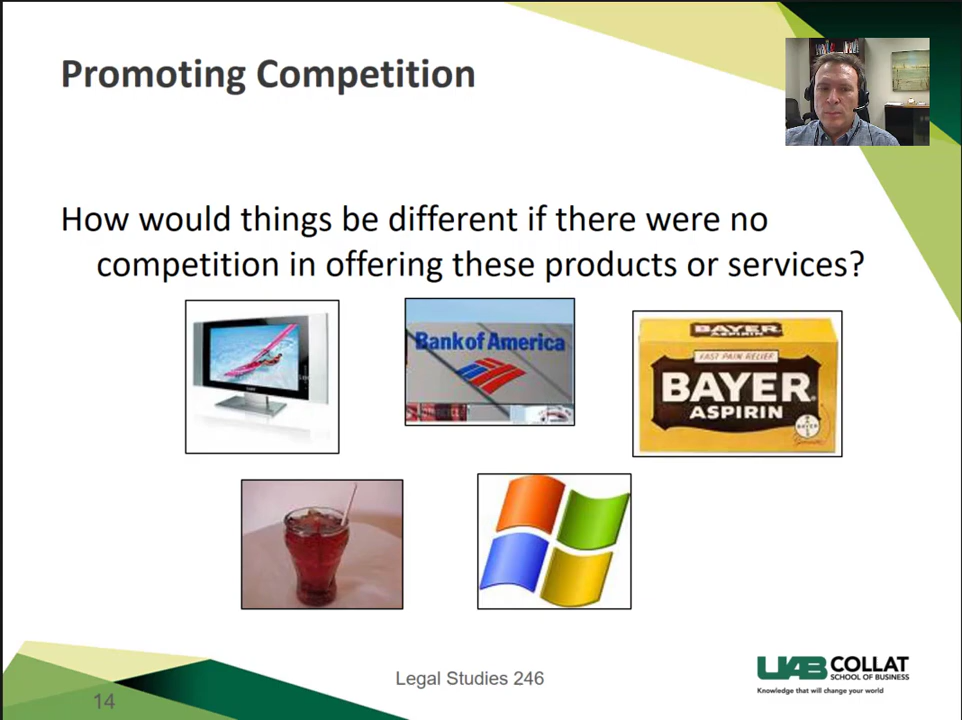 Promoting Competition
How would things be different if there were no
competition in offering these products or services?
Bank of America
BAYER
ASPIRIN
FAST PAIN RELIEF
BAYER
ASPIRIN
Legal Studies 246
14
UAB COLLAT
SCHOOL OF BUSINESS
Knowledge that will change your world